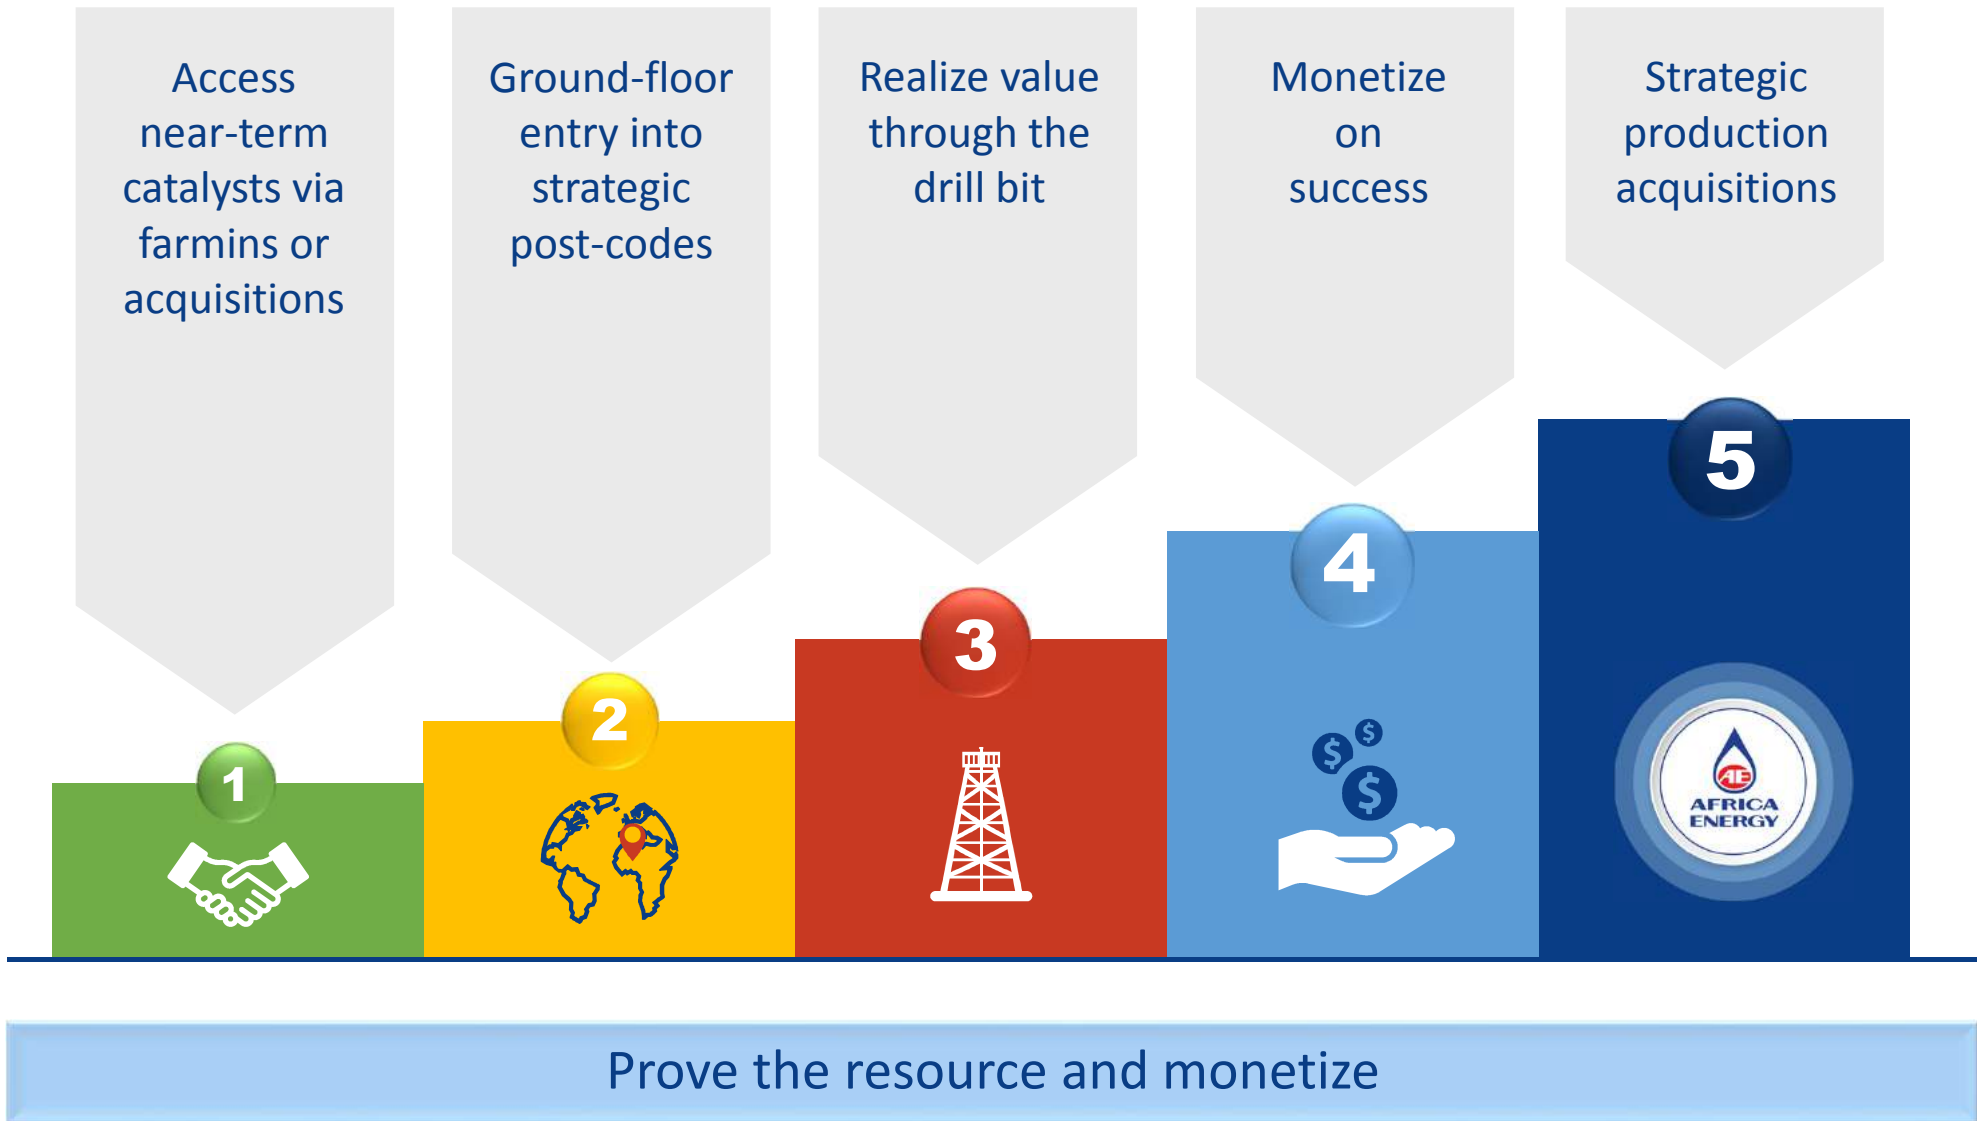 Access
near-term
catalysts via
farmins or
acquisitions
Ground-floor
entry into
strategic
post-codes
Realize value
through the
drill bit
Monetize
on
success
Strategic
production
acquisitions
1
2
3
4
$
$
$
5
AE
AFRICA
ENERGY
Prove the resource and monetize